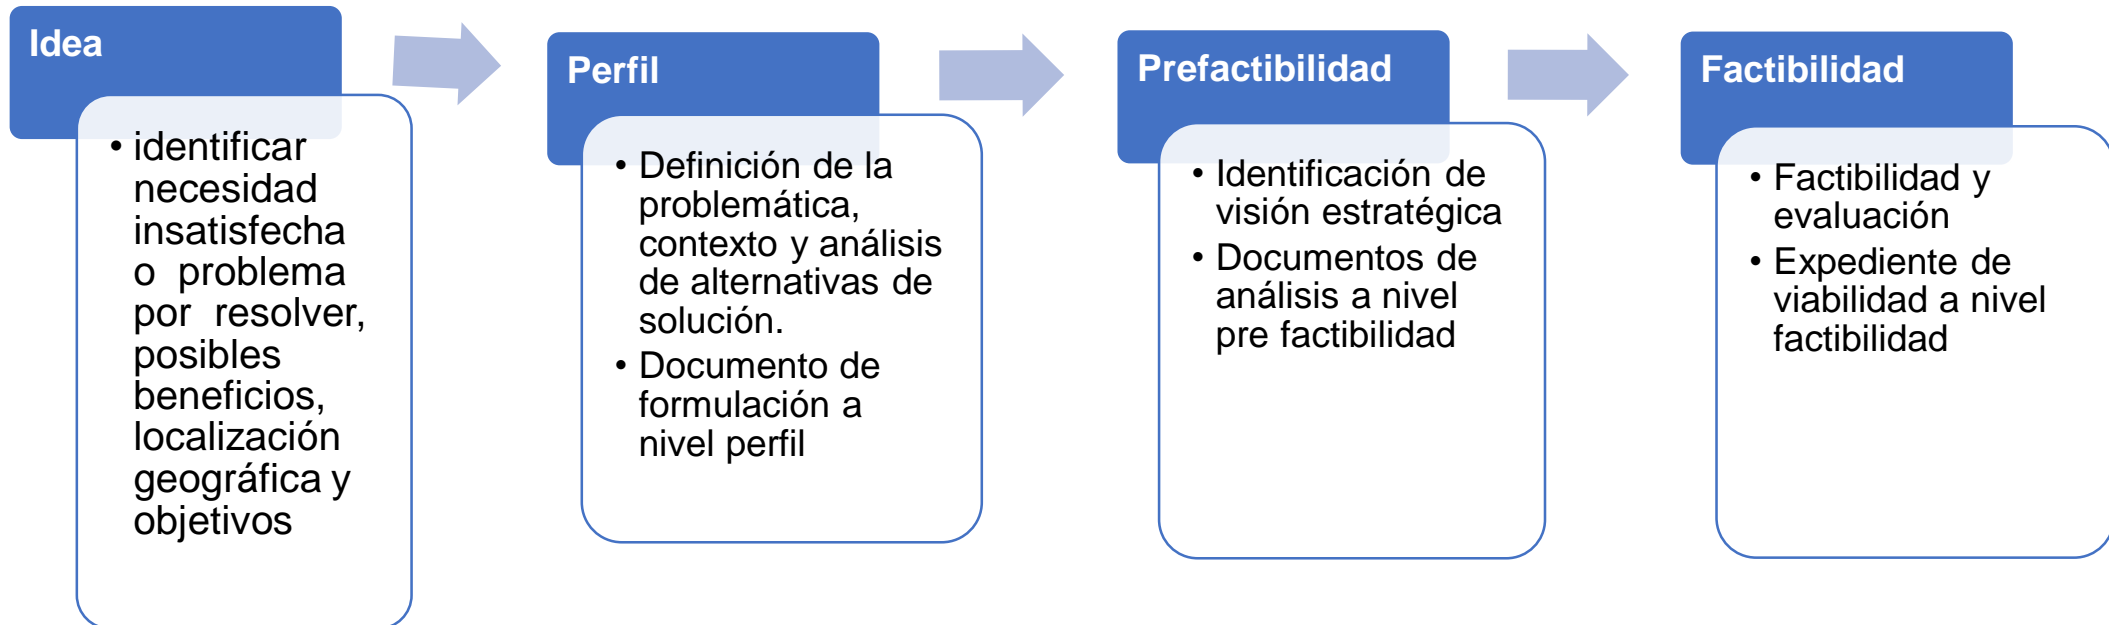 Idea
• identificar
necesidad
insatisfecha
o problema
por resolver,
posibles
beneficios,
localización
geográfica y
objetivos
Perfil
• Definición de la
problemática,
contexto y análisis
de alternativas de
solución.
• Documento de
formulación a
nivel perfil
Prefactibilidad
• Identificación de
visión estratégica
• Documentos de
análisis a nivel
pre factibilidad
Factibilidad
• Factibilidad y
evaluación
• Expediente de
viabilidad a nivel
factibilidad